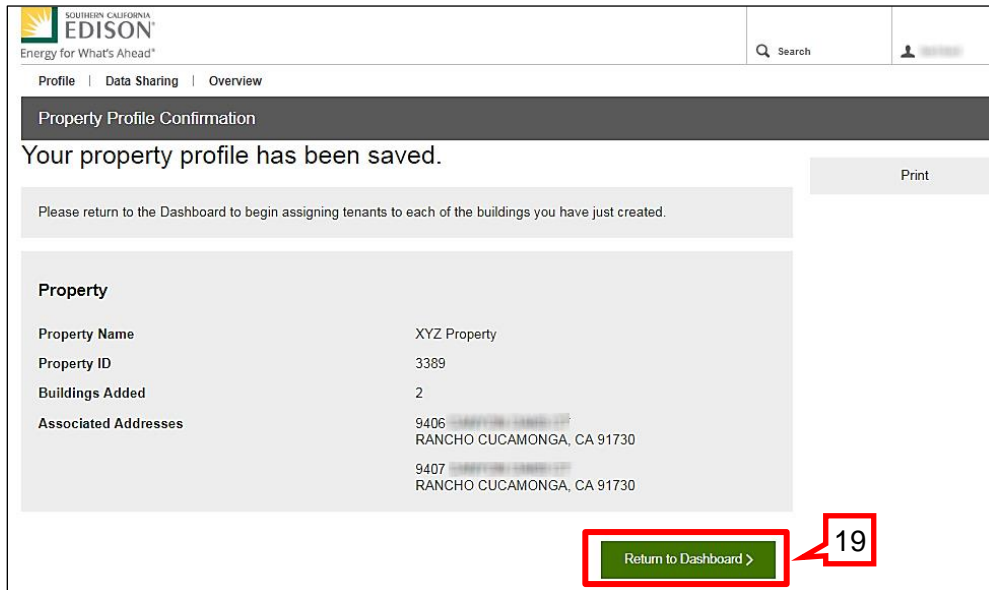 SOUTHERN CALIFORNIA
EDISON®
Energy for What's Ahead®
Search
Profile | Data Sharing | Overview
Property Profile Confirmation
Your property profile has been saved.
Print
Please return to the Dashboard to begin assigning tenants to each of the buildings you have just created.
Property
Property Name XYZ Property
Property ID 3389
Buildings Added 2
Associated Addresses 9406
RANCHO CUCAMONGA, CA 91730
9407
RANCHO CUCAMONGA, CA 91730
Return to Dashboard >
19